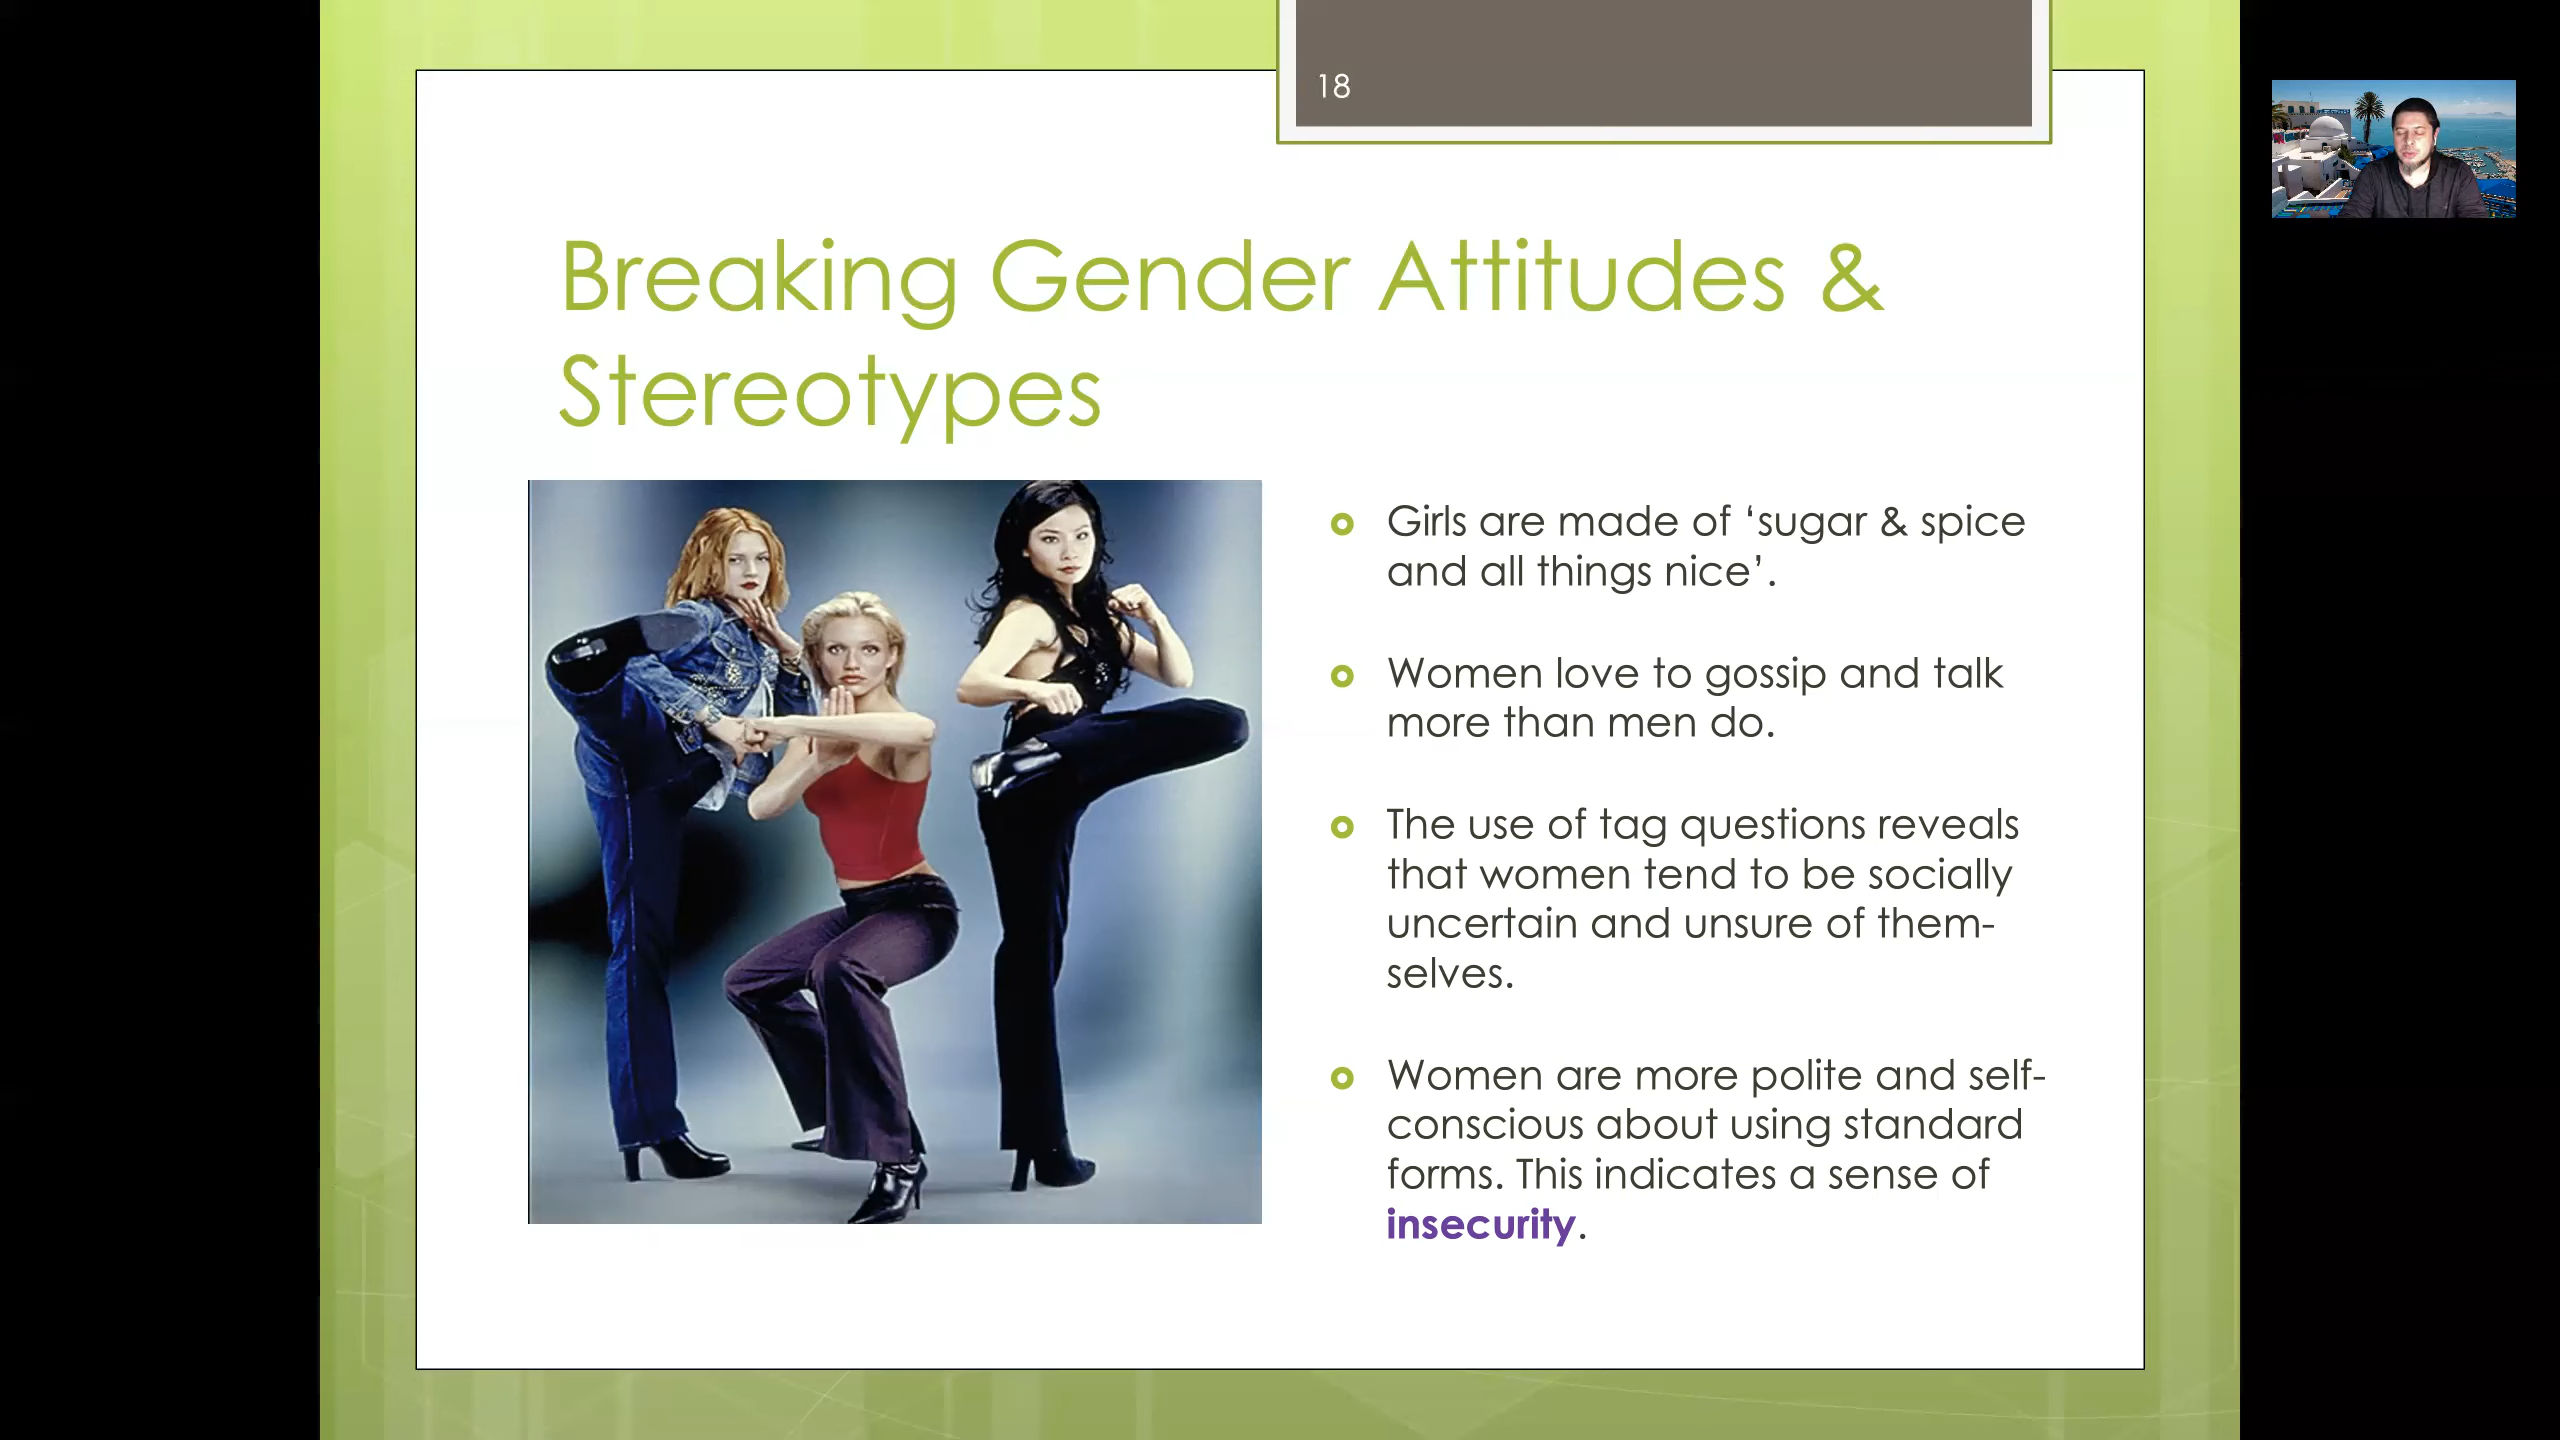 18
Breaking Gender Attitudes &
Stereotypes
Girls are made of ‘sugar & spice
and all things nice’.
Women love to gossip and talk
more than men do.
The use of tag questions reveals
that women tend to be socially
uncertain and unsure of them-
selves.
Women are more polite and self-
conscious about using standard
forms. This indicates a sense of
insecurity.